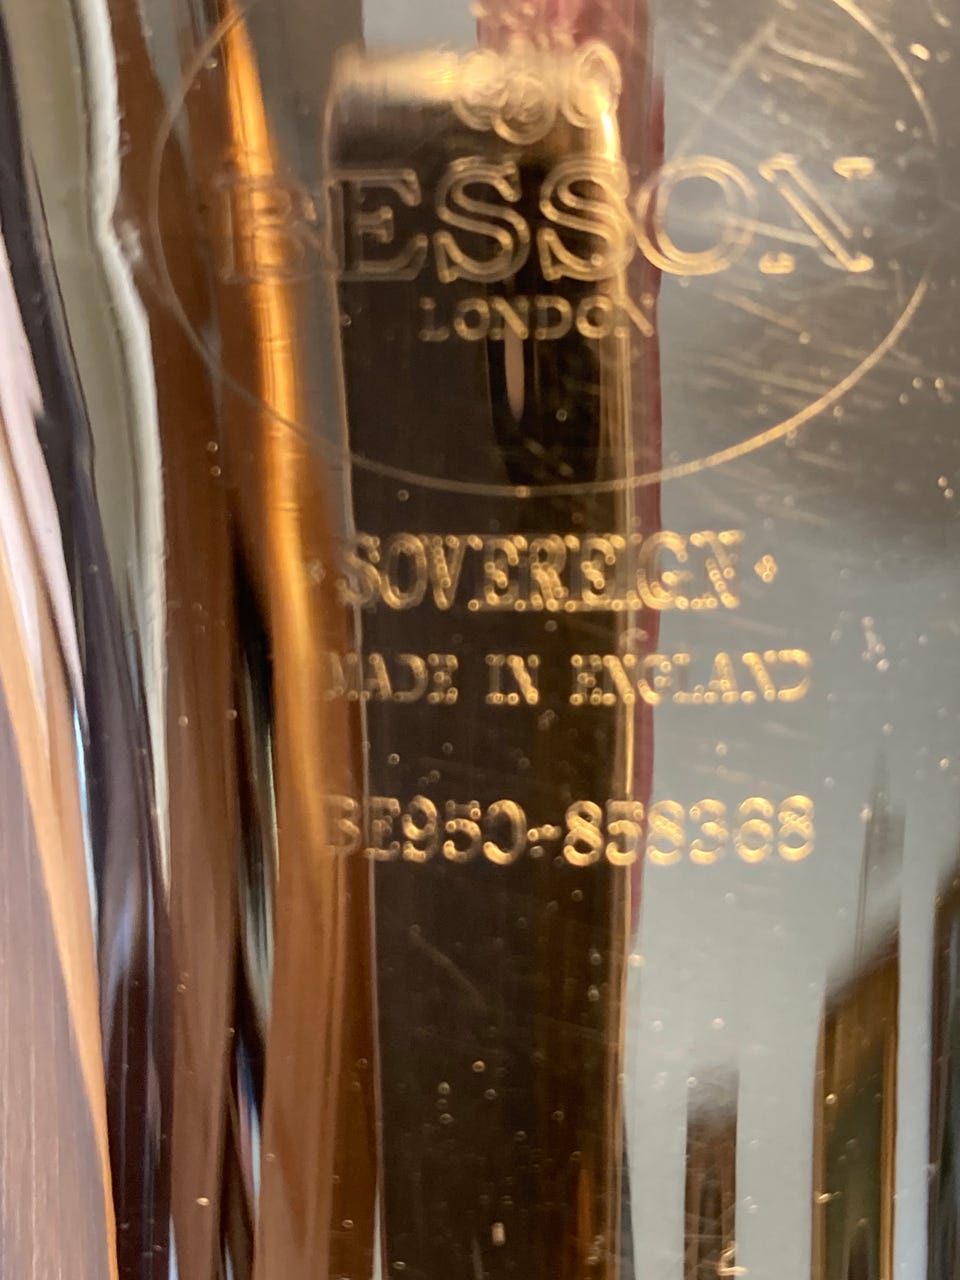 BESSON
LONDON
·SOVEREIGN·
MADE IN ENGLAND
BE950-858368